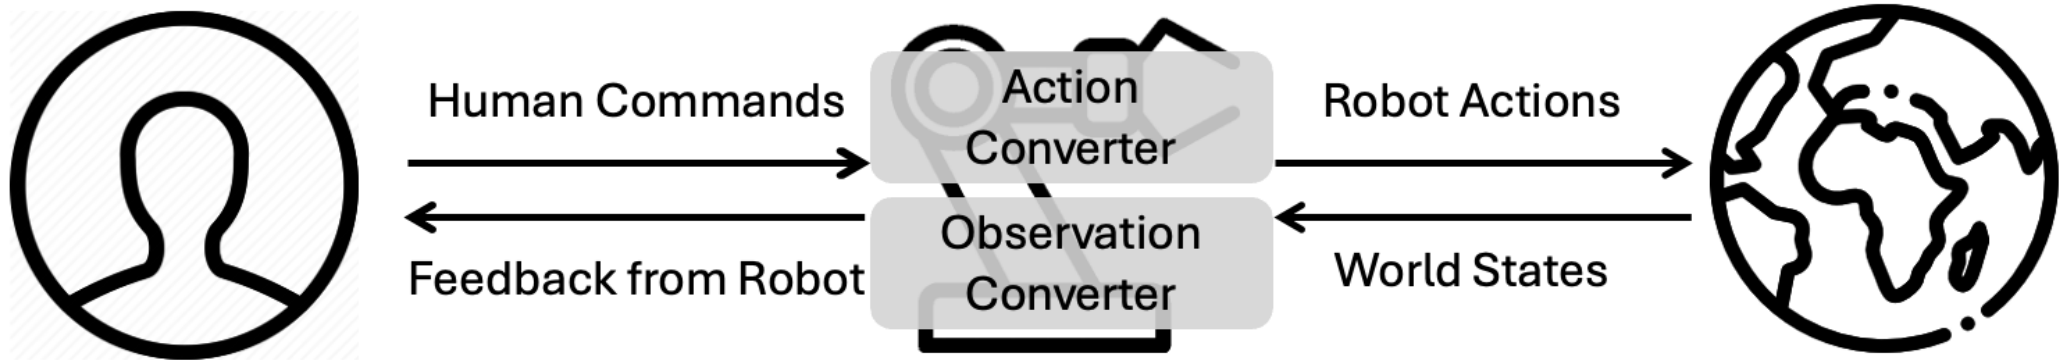 Human Commands
Action
Converter
Robot Actions
Feedback from Robot
Observation
Converter
World States